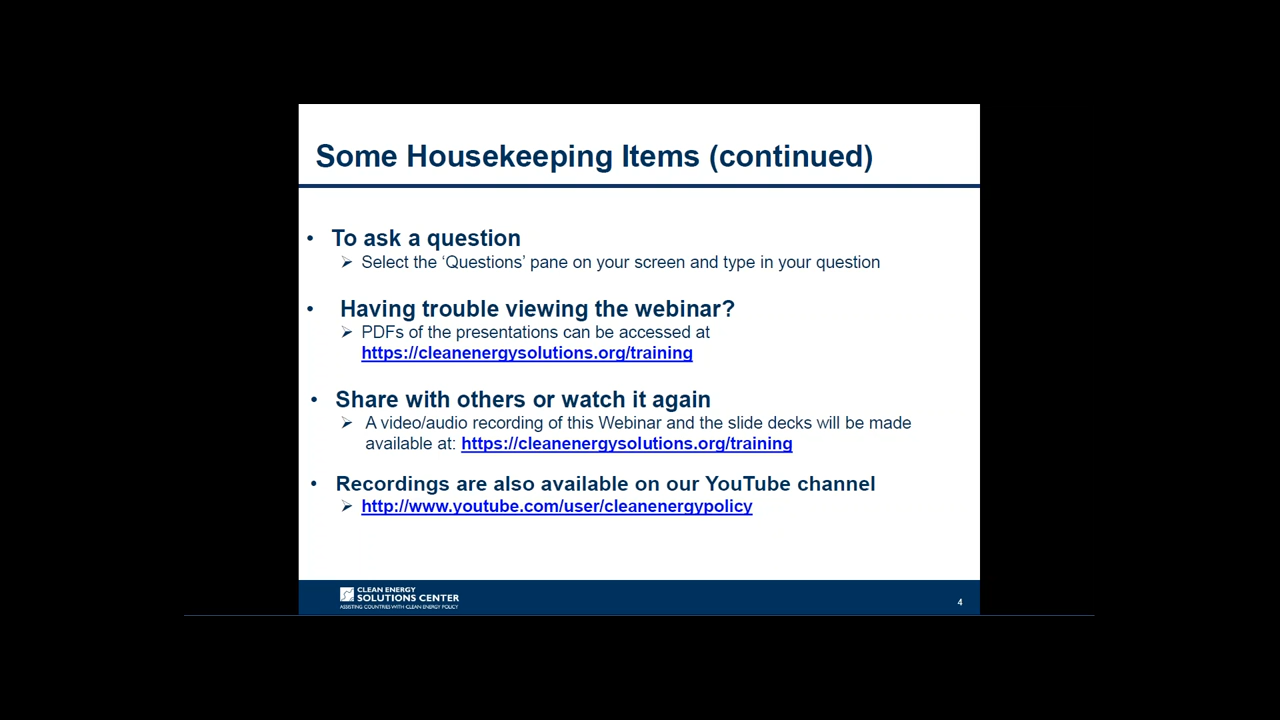 Some Housekeeping Items (continued)
• To ask a question
➢ Select the ‘Questions’ pane on your screen and type in your question
• Having trouble viewing the webinar?
➢ PDFs of the presentations can be accessed at
https://cleanenergysolutions.org/training
• Share with others or watch it again
➢ A video/audio recording of this Webinar and the slide decks will be made
available at: https://cleanenergysolutions.org/training
• Recordings are also available on our YouTube channel
➢ http://www.youtube.com/user/cleanenergypolicy
CLEAN ENERGY
SOLUTIONS CENTER
ASSISTING COUNTRIES WITH CLEAN ENERGY POLICY
4